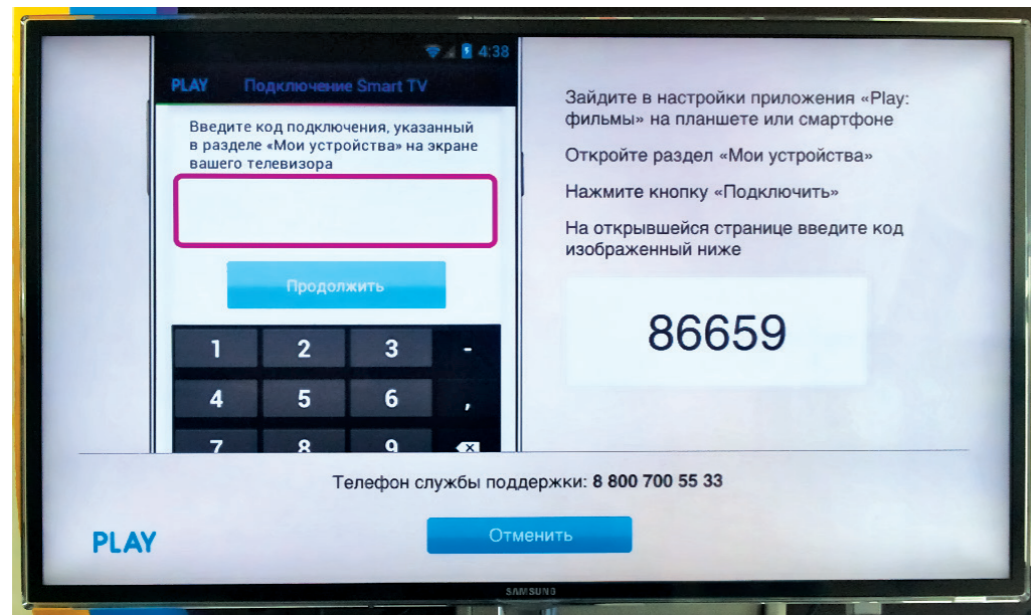 4:38
PLAY Подключение Smart TV
Введите код подключения, указанный
в разделе «Мои устройства» на экране
вашего телевизора
Продолжить
1 2 3 -
4 5 6 ,
7 8 9
Зайдите в настройки приложения «Play:
фильмы» на планшете или смартфоне
Откройте раздел «Мои устройства»
Нажмите кнопку «Подключить»
На открывшейся странице введите код
изображенный ниже
86659
Телефон службы поддержки: 8 800 700 55 33
PLAY
Отменить
SAMSUNG